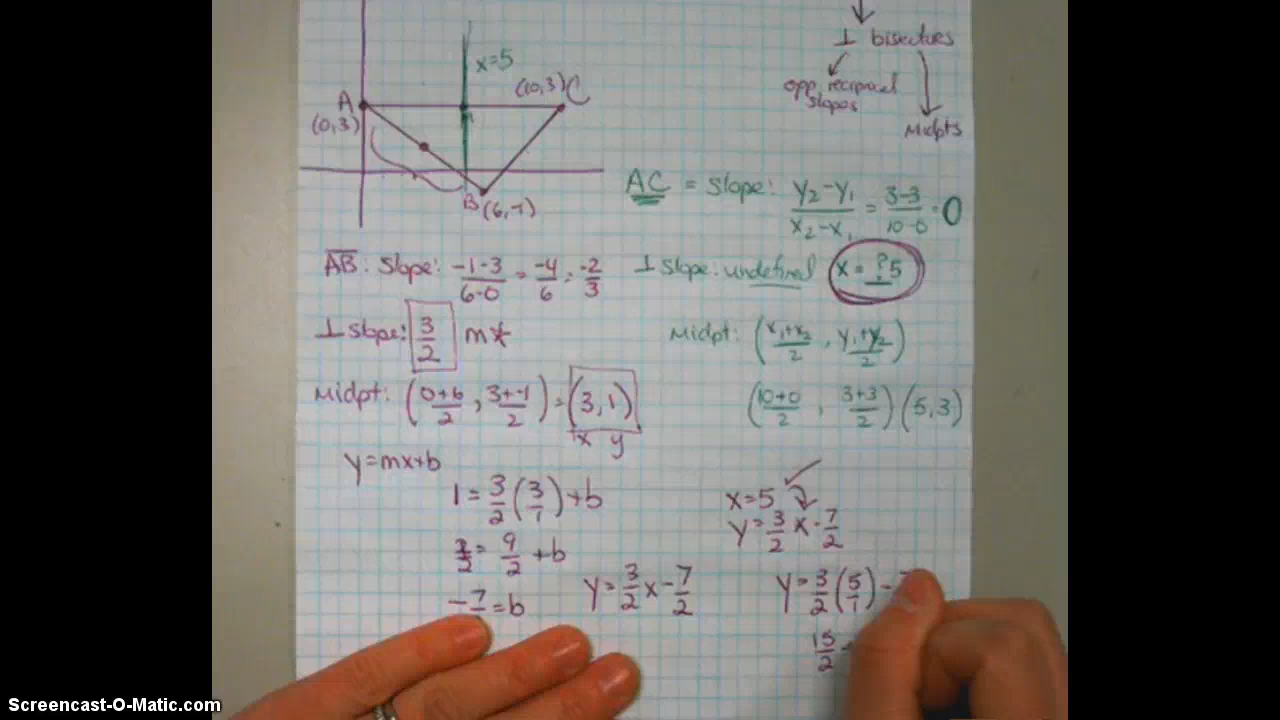 ⊥ bisectors
opp. reciprocal
slopes
Midpts
x=5
(10,3) C
A
(0,3)
B (6,-1)
AC = slope: y₂-y₁/x₂-x₁ = 3-3/10-0 = 0
AB: Slope: -1-3/6-0 = -4/6 = -2/3
⊥ slope: undefined x = ? 5
⊥ slope: 3/2 m
Midpt: (x₁+x₂/2, y₁+y₂/2)
Midpt: (0+6/2, 3+-1/2) = (3,1)
x y
(10+0/2, 3+3/2) (5,3)
y=mx+b
1 = 3/2(3/1)+b
2/2 = 9/2 +b
-7/ = b
y=3/2x-7/2
x=5
y=3/2x-7/2
y=3/2(5/1)-
15/2 -
Screencast-O-Matic.com